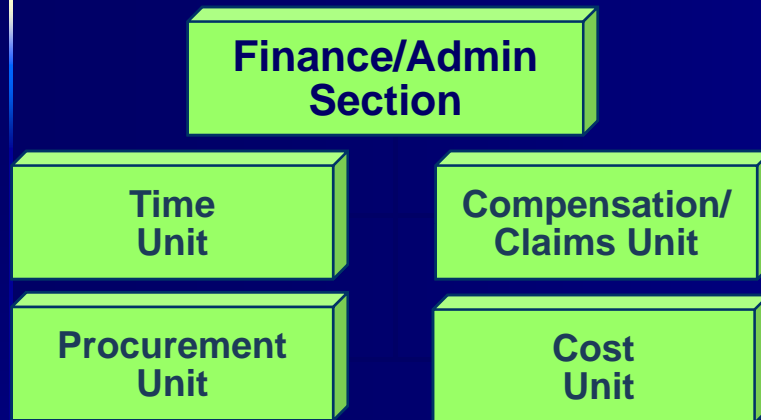 Finance/Admin
Section
Time
Unit
Compensation/
Claims Unit
Procurement
Unit
Cost
Unit